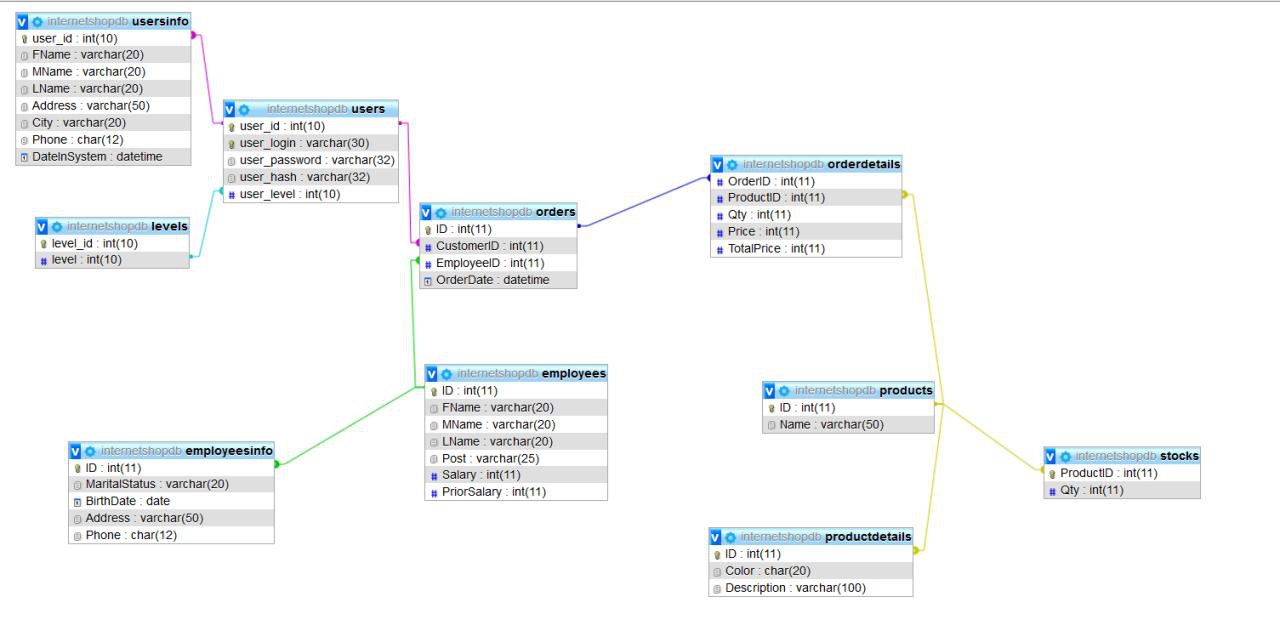 internetshopdb usersinfo
user_id : int(10)
FName : varchar(20)
MName : varchar(20)
LName : varchar(20)
Address : varchar(50)
City : varchar(20)
Phone : char(12)
DateInSystem : datetime
internetshopdb users
user_id : int(10)
user_login : varchar(30)
user_password : varchar(32)
user_hash : varchar(32)
user_level : int(10)
internetshopdb levels
level_id : int(10)
level : int(10)
internetshopdb orders
ID : int(11)
CustomerID : int(11)
EmployeeID : int(11)
OrderDate : datetime
internetshopdb orderdetails
OrderID : int(11)
ProductID : int(11)
Qty : int(11)
Price : int(11)
TotalPrice : int(11)
internetshopdb employees
ID : int(11)
FName : varchar(20)
MName : varchar(20)
LName : varchar(20)
Post : varchar(25)
Salary : int(11)
PriorSalary : int(11)
internetshopdb products
ID : int(11)
Name : varchar(50)
internetshopdb employeesinfo
ID : int(11)
MaritalStatus : varchar(20)
BirthDate : date
Address : varchar(50)
Phone : char(12)
internetshopdb stocks
ProductID : int(11)
Qty : int(11)
internetshopdb productdetails
ID : int(11)
Color : char(20)
Description : varchar(100)